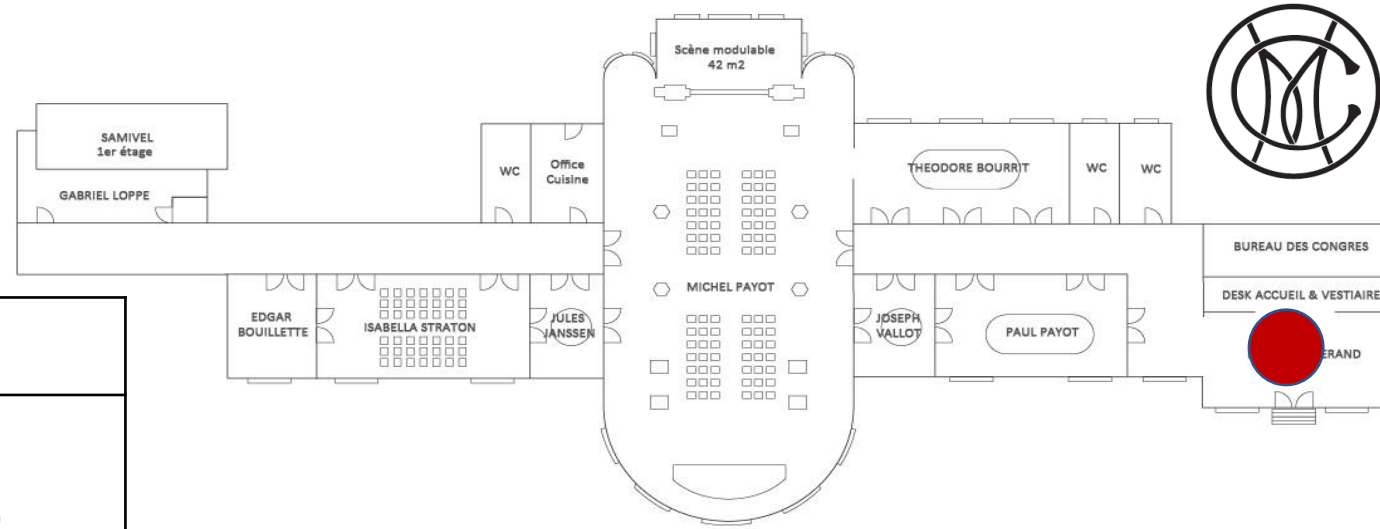 Scène modulable
42 m2
SAMIVEL
1er étage
GABRIEL LOPPE
WC
Office
Cuisine
THEODORE BOURRIT
WC
WC
BUREAU DES CONGRES
DESK ACCUEIL & VESTIAIRE
EDGAR
BOUILLETTE
ISABELLA STRATON
JULES
JANSSEN
MICHEL PAYOT
JOSEPH
VALLOT
PAUL PAYOT